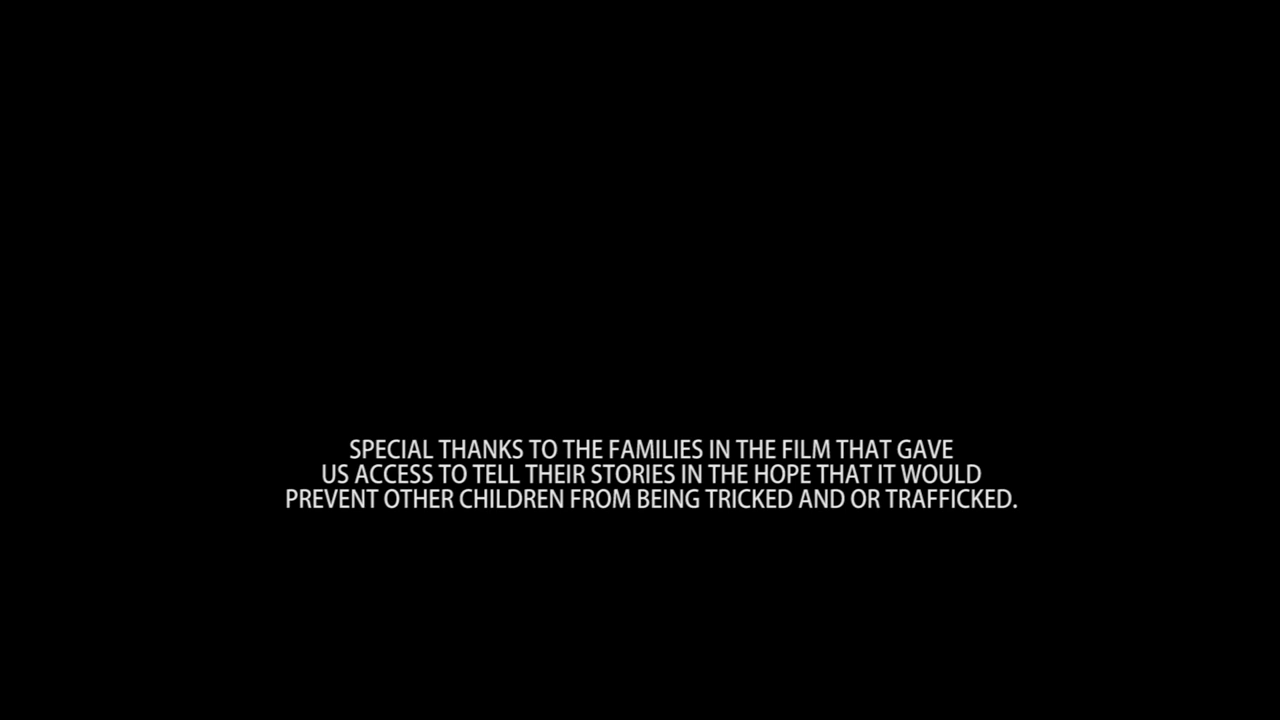 SPECIAL THANKS TO THE FAMILIES IN THE FILM THAT GAVE
US ACCESS TO TELL THEIR STORIES IN THE HOPE THAT IT WOULD
PREVENT OTHER CHILDREN FROM BEING TRICKED AND OR TRAFFICKED.